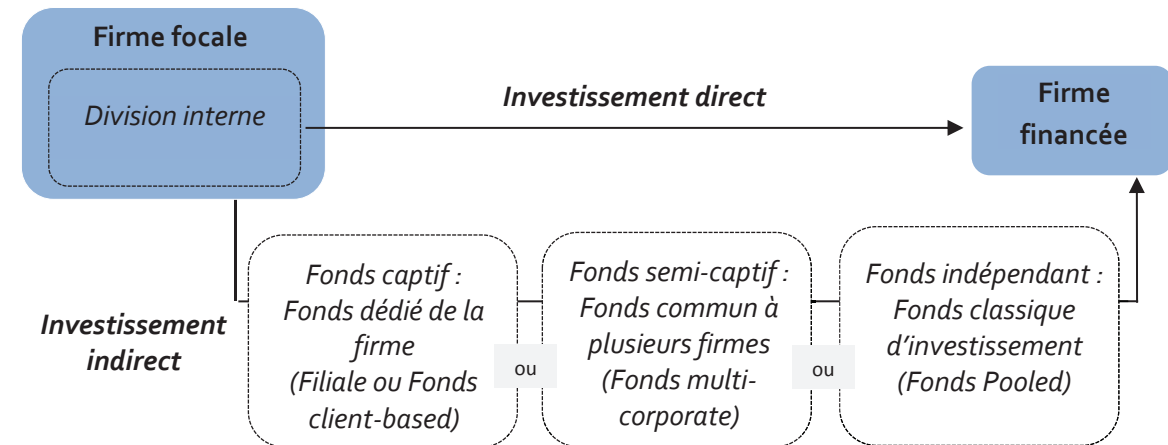 Firme focale
Division interne
Investissement direct
Firme
financée
Investissement
indirect
Fonds captif :
Fonds dédié de la
firme
(Filiale ou Fonds
client-based)
ou
Fonds semi-captif :
Fonds commun à
plusieurs firmes
(Fonds multi-
corporate)
ou
Fonds indépendant :
Fonds classique
d’investissement
(Fonds Pooled)